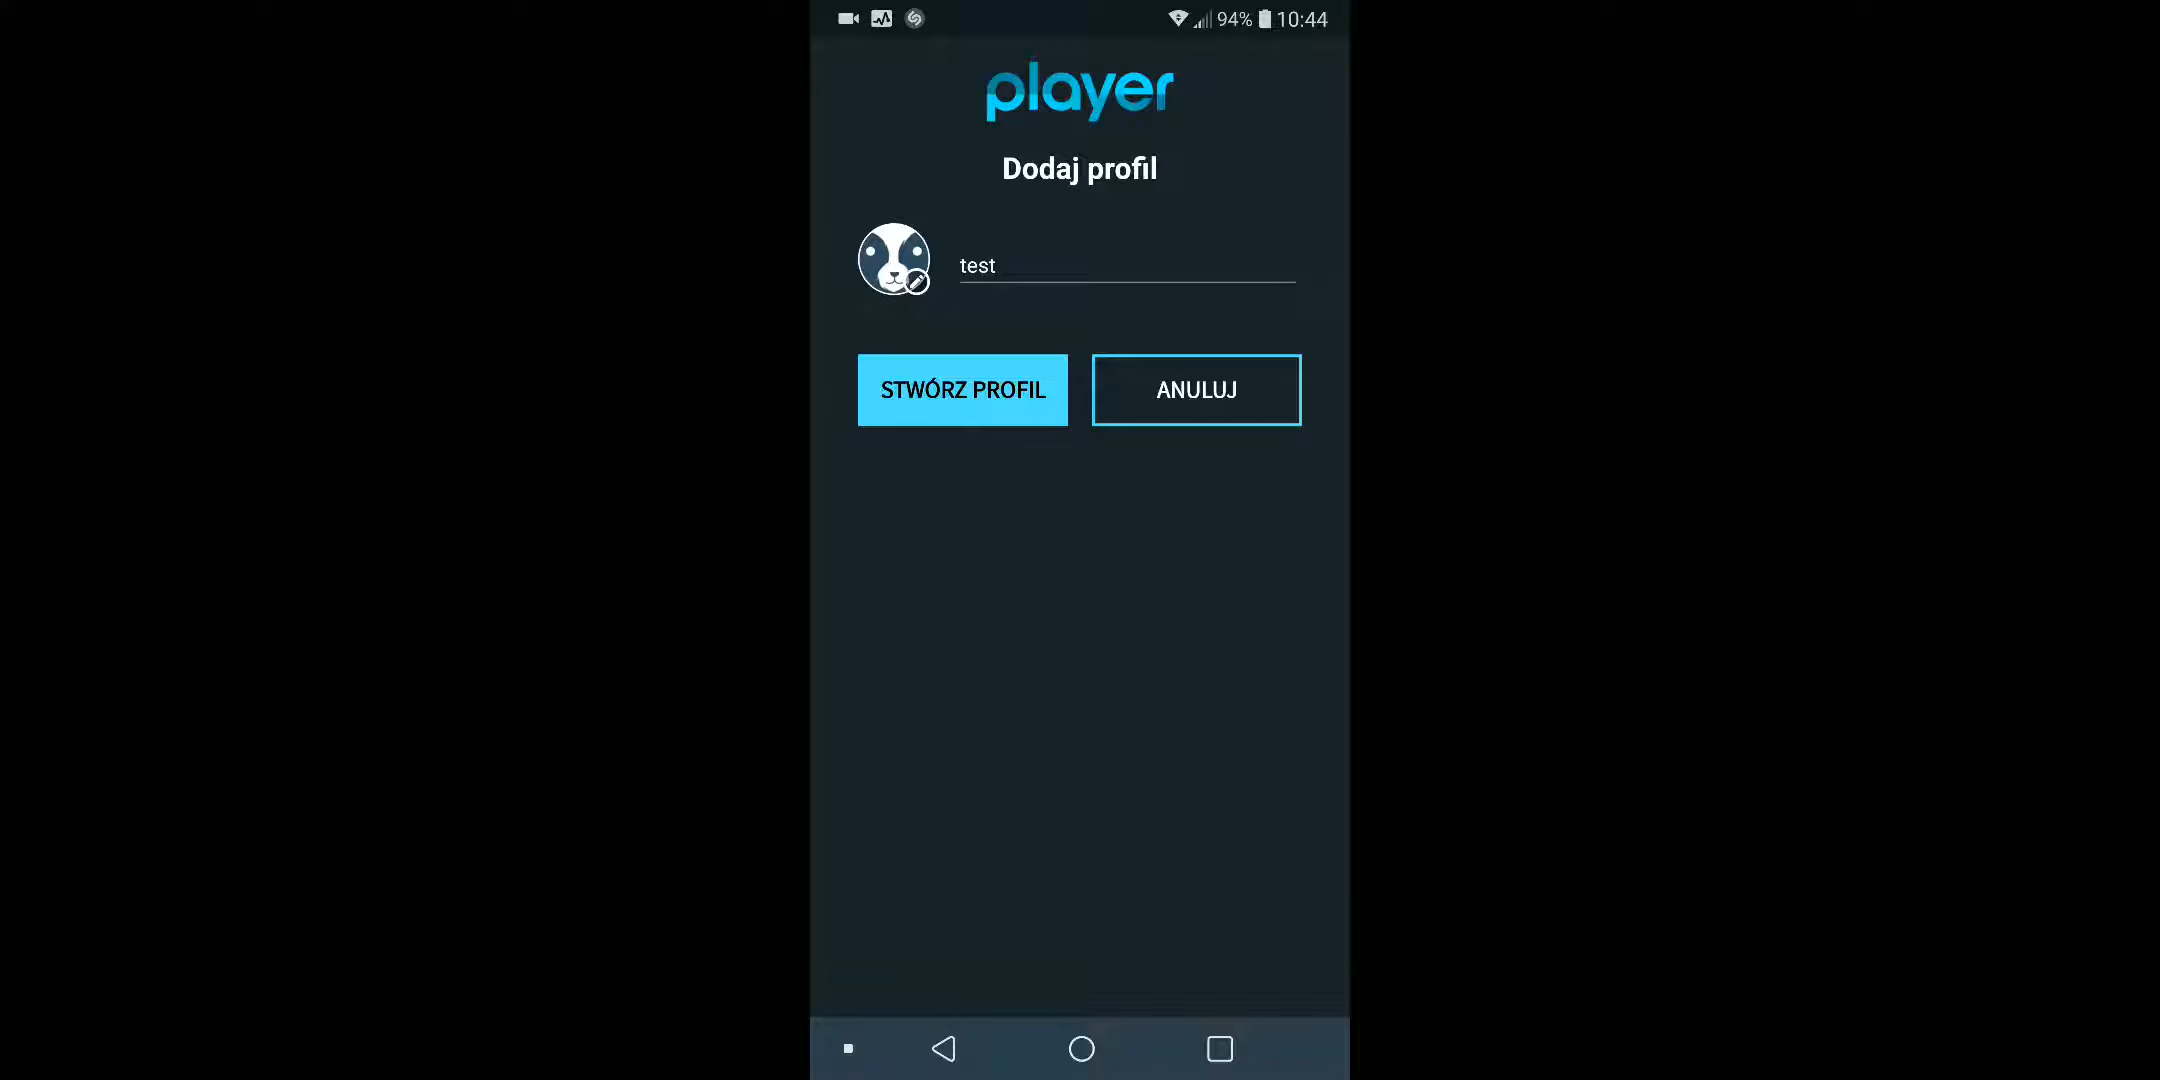 94% 10:44
player
Dodaj profil
test
STWÓRZ PROFIL ANULUJ